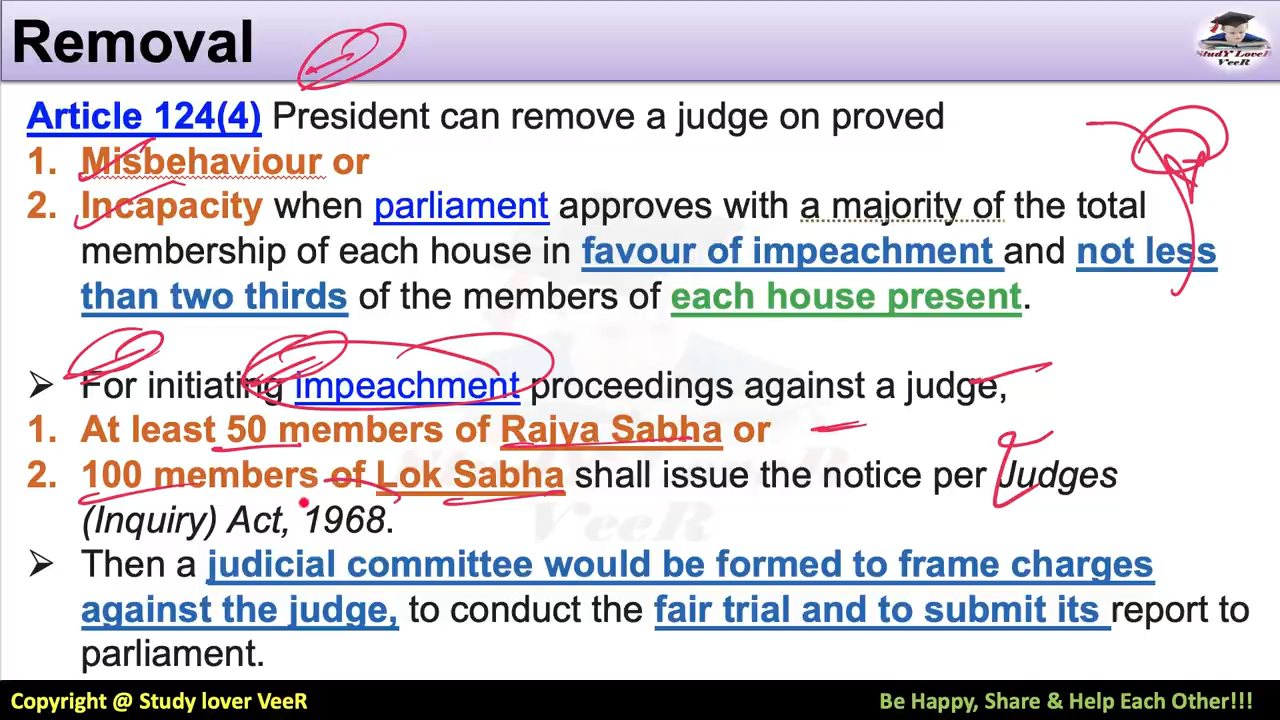 Removal
StudY LoveR
VeeR
Article 124(4) President can remove a judge on proved
1. Misbehaviour or
2. Incapacity when parliament approves with a majority of the total
membership of each house in favour of impeachment and not less
than two thirds of the members of each house present.
➢ For initiating impeachment proceedings against a judge,
1. At least 50 members of Rajya Sabha or
2. 100 members of Lok Sabha shall issue the notice per Judges
(Inquiry) Act, 1968.
➢ Then a judicial committee would be formed to frame charges
against the judge, to conduct the fair trial and to submit its report to
parliament.
Copyright @ Study lover VeeR
Be Happy, Share & Help Each Other!!!